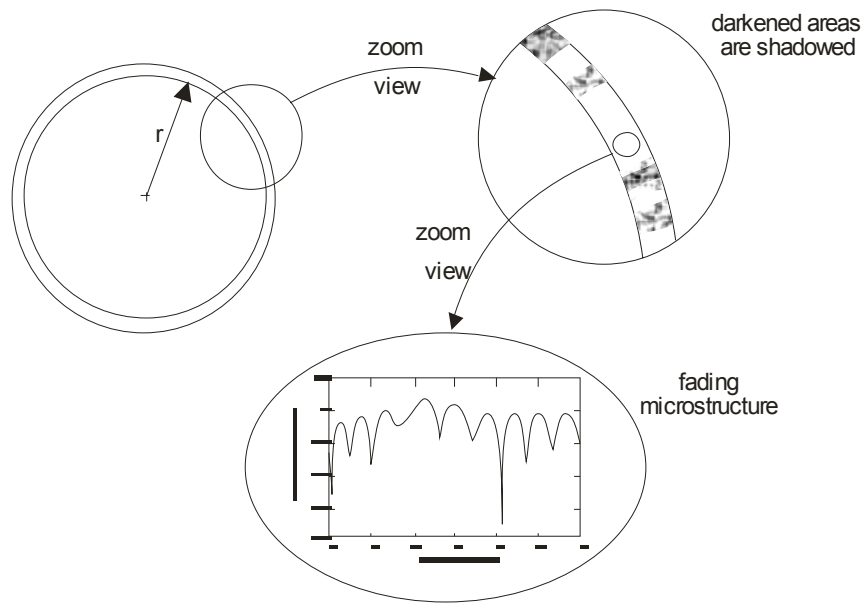 zoom
view
darkened areas
are shadowed
r
zoom
view
fading
microstructure